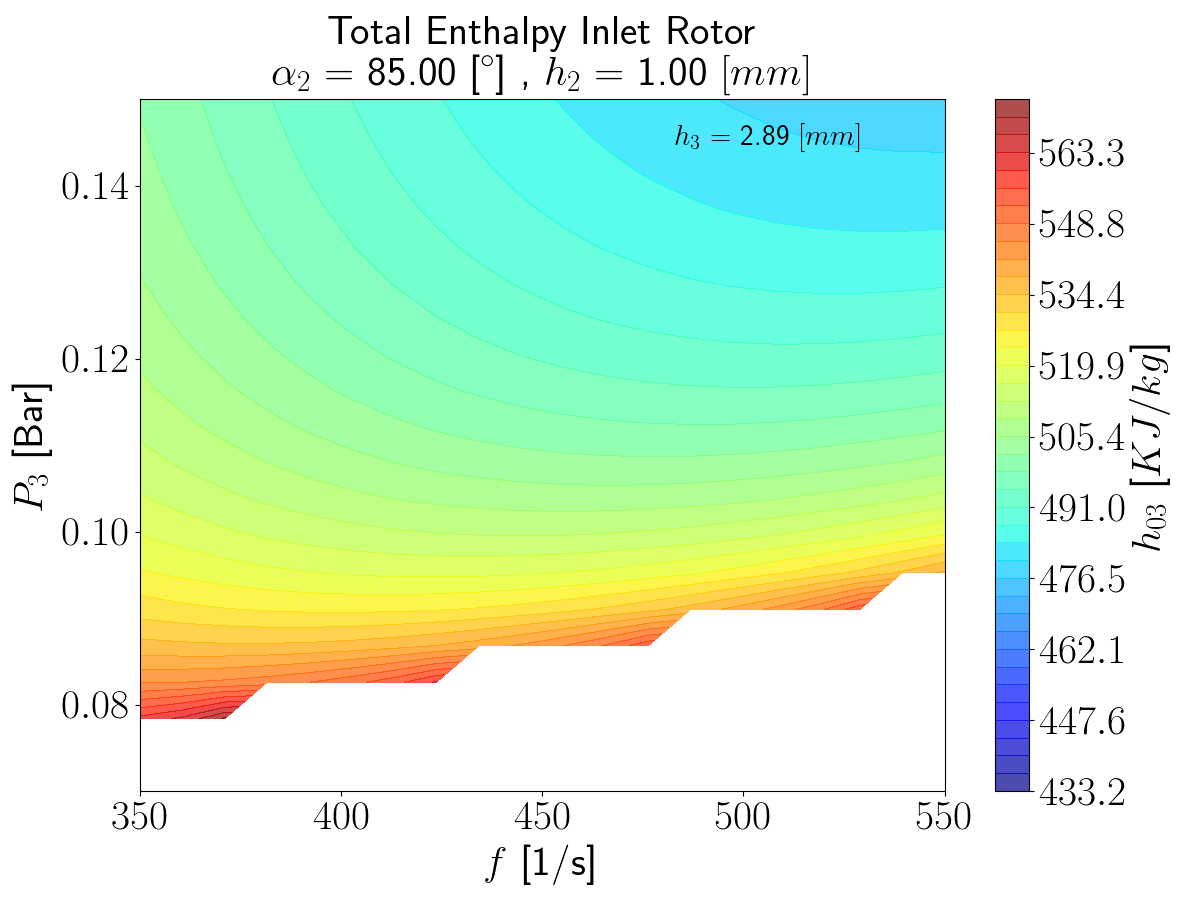 Total Enthalpy Inlet Rotor
α₂ = 85.00 [°] , h₂ = 1.00 [mm]
h₃ = 2.89 [mm]
0.14
0.12
0.10
0.08
P₃ [Bar]
350 400 450 500 550
f [1/s]
563.3
548.8
534.4
519.9
505.4
491.0
476.5
462.1
447.6
433.2
h₀₃ [KJ/kg]